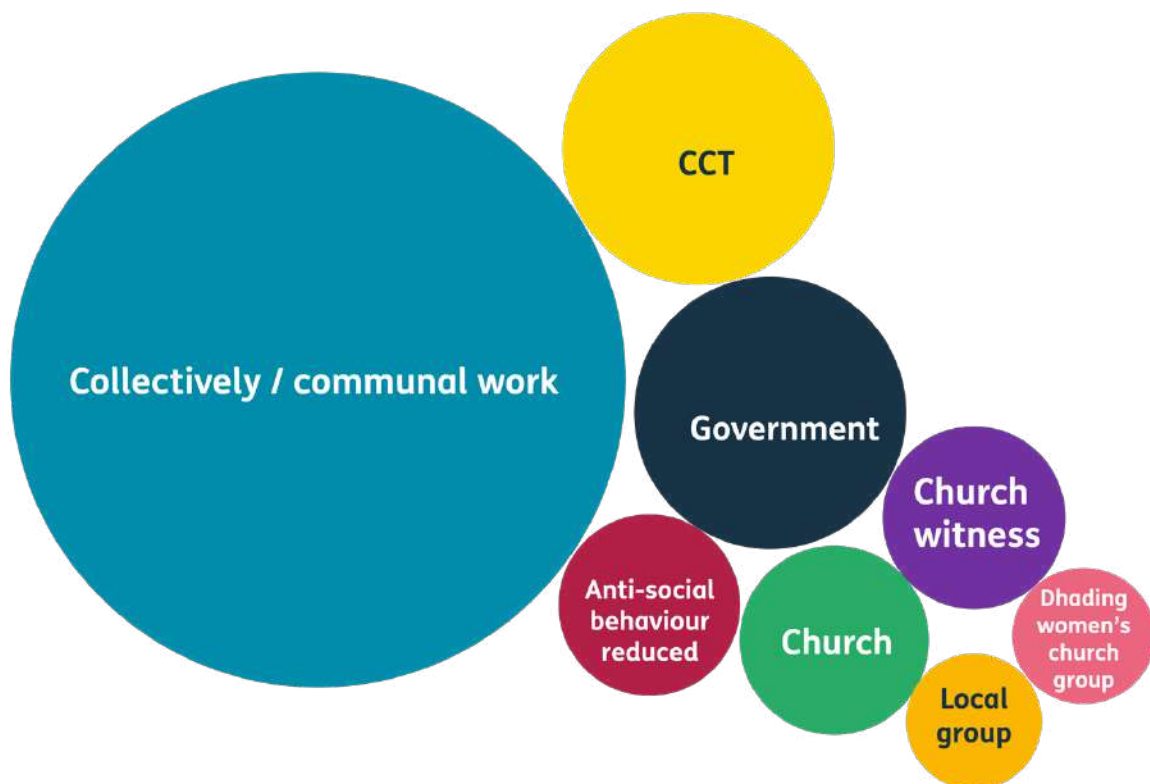 CCT
Collectively / communal work
Government
Church
witness
Anti-social
behaviour
reduced
Church
Dhading
women's
church
group
Local
group